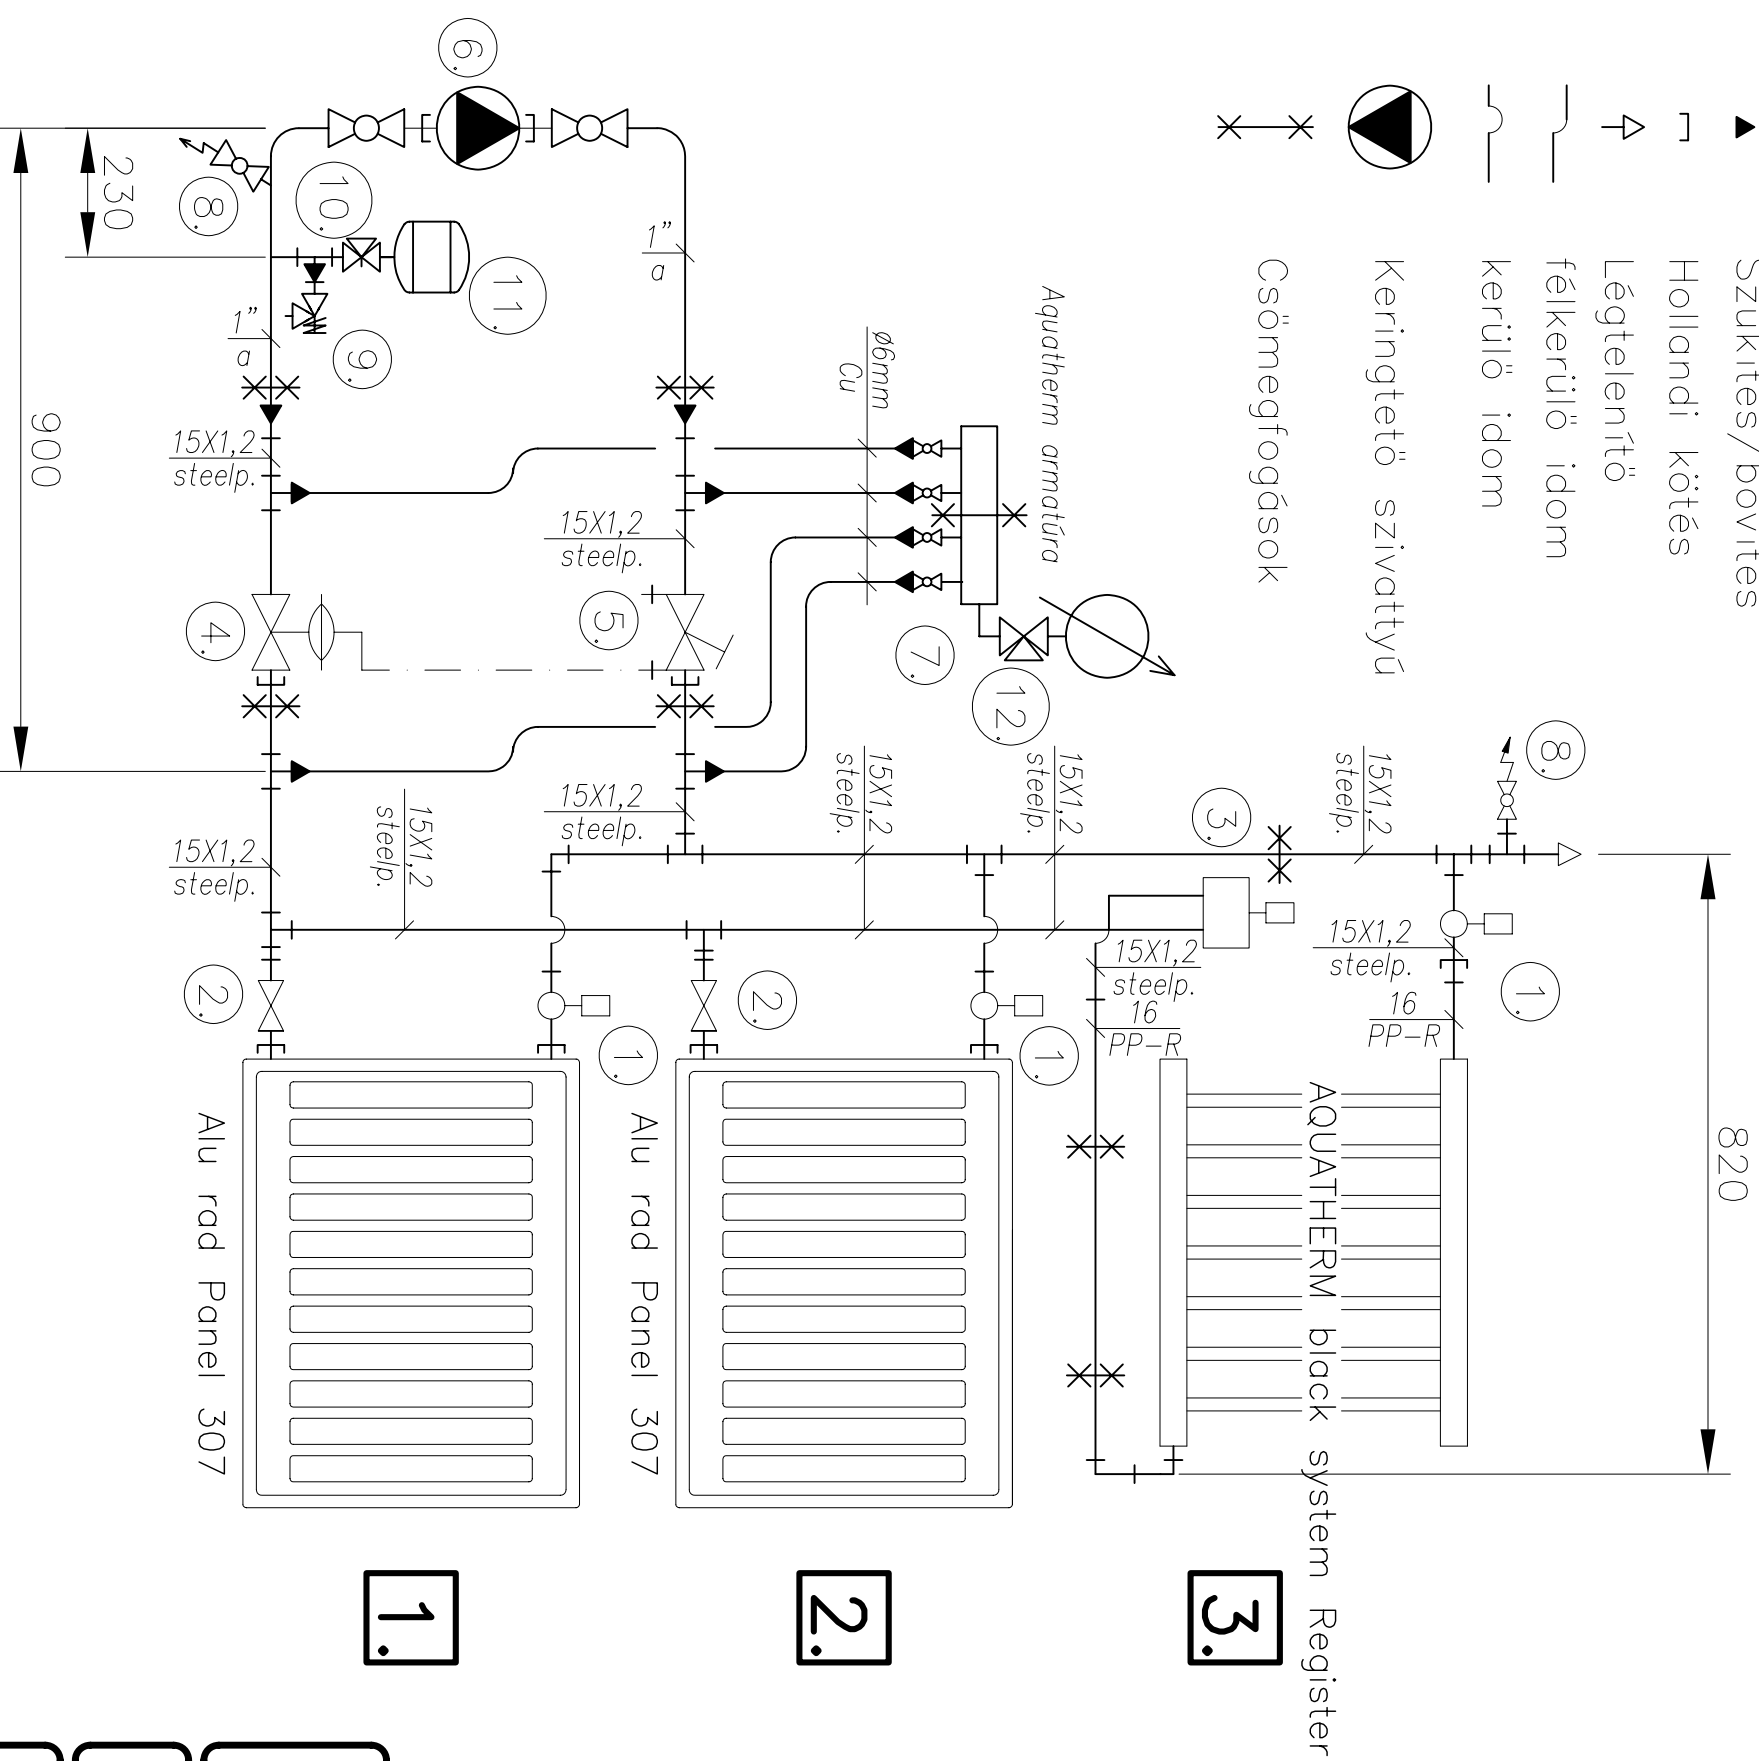 Szűkítés/bővítés
Hollandi kötés
Légtelenítő
félkerülő idom
kerülő idom
Keringtető szivattyú
Csőmegfogások
6.
230
8.
10.
11.
9.
1"
a
1"
a
900
Aquatherm armatúra
Ø6mm
Cu
15X1,2
steelp.
15X1,2
steelp.
4.
5.
7.
12.
8.
15X1,2
steelp.
15X1,2
steelp.
15X1,2
steelp.
15X1,2
steelp.
3.
15X1,2
steelp.
15X1,2
steelp.
820
15X1,2
steelp.
15X1,2
steelp.
16
PP-R
16
PP-R
2.
2.
1.
1.
1.
Alu rad Panel 307
Alu rad Panel 307
AQUATHERM black system Register
1.
2.
3.